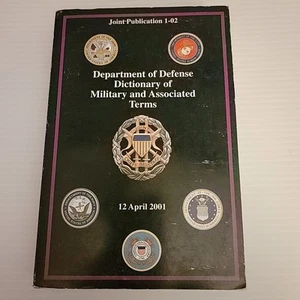 Joint Publication 1-02
Department of Defense
Dictionary of
Military and Associated
Terms
12 April 2001